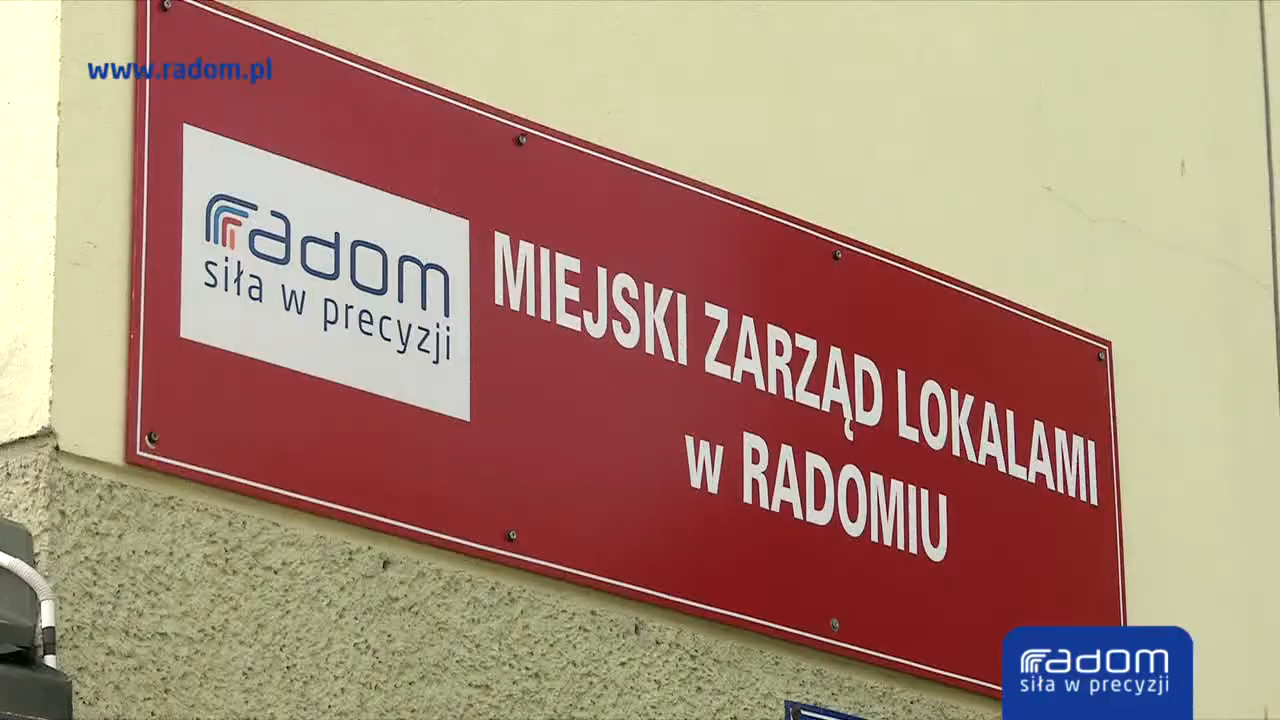 www.radom.pl
radom
siła w precyzji
MIEJSKI ZARZĄD LOKALAMI
w RADOMIU
radom
siła w precyzji